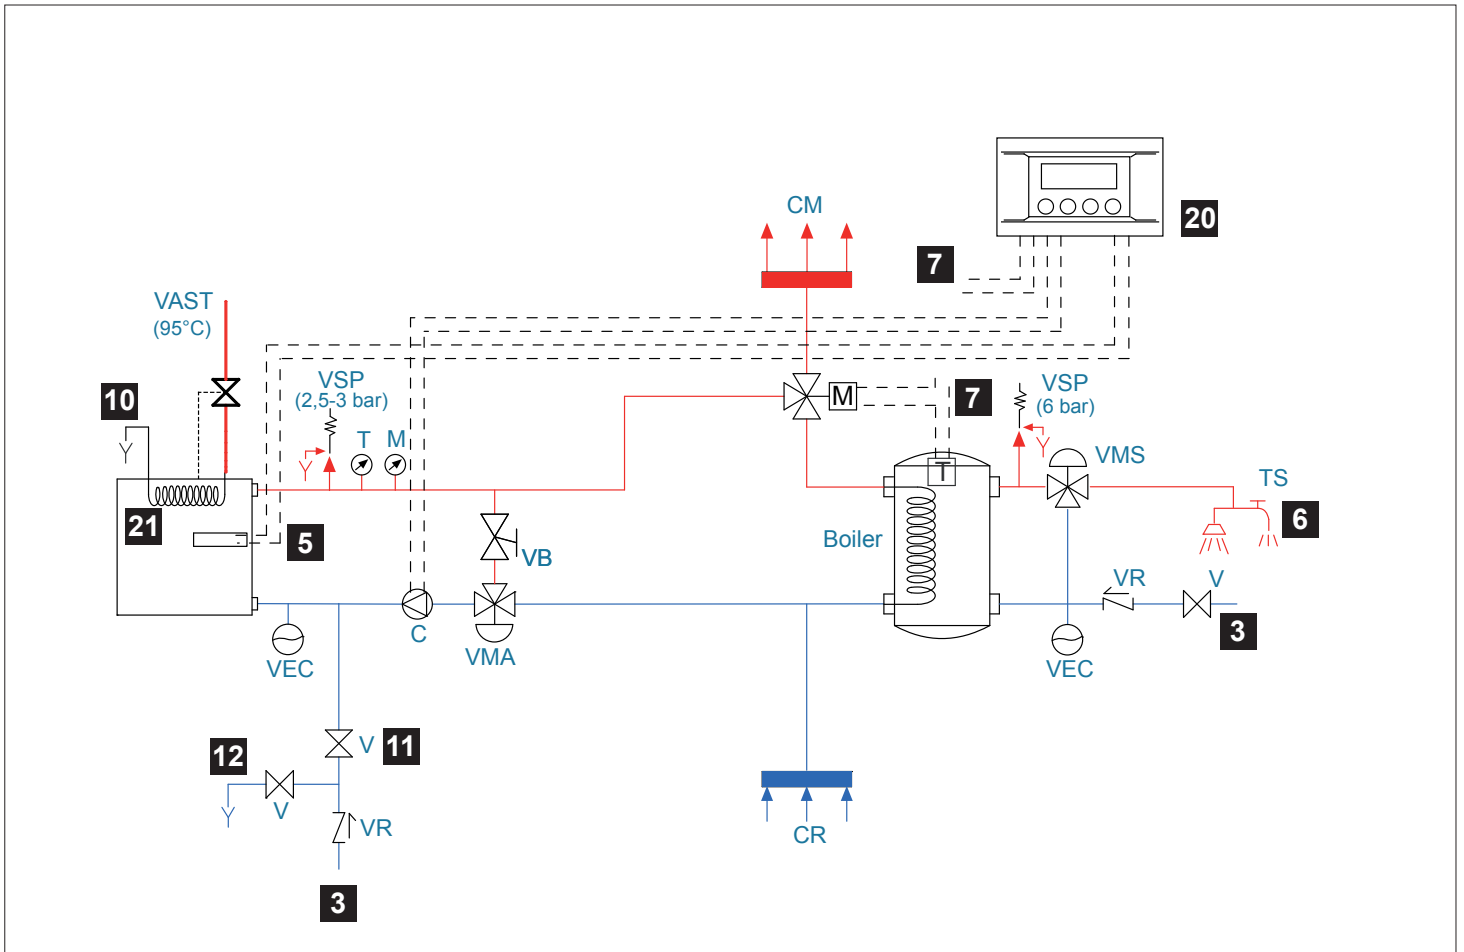 20
CM
7
VAST
(95°C)
10
VSP
(2,5-3 bar)
T
M
M
7
VSP
(6 bar)
VMS
T
TS
6
21
5
VB
Boiler
VR
V
3
C
VEC
VMA
VEC
12
V
11
V
VR
CR
3